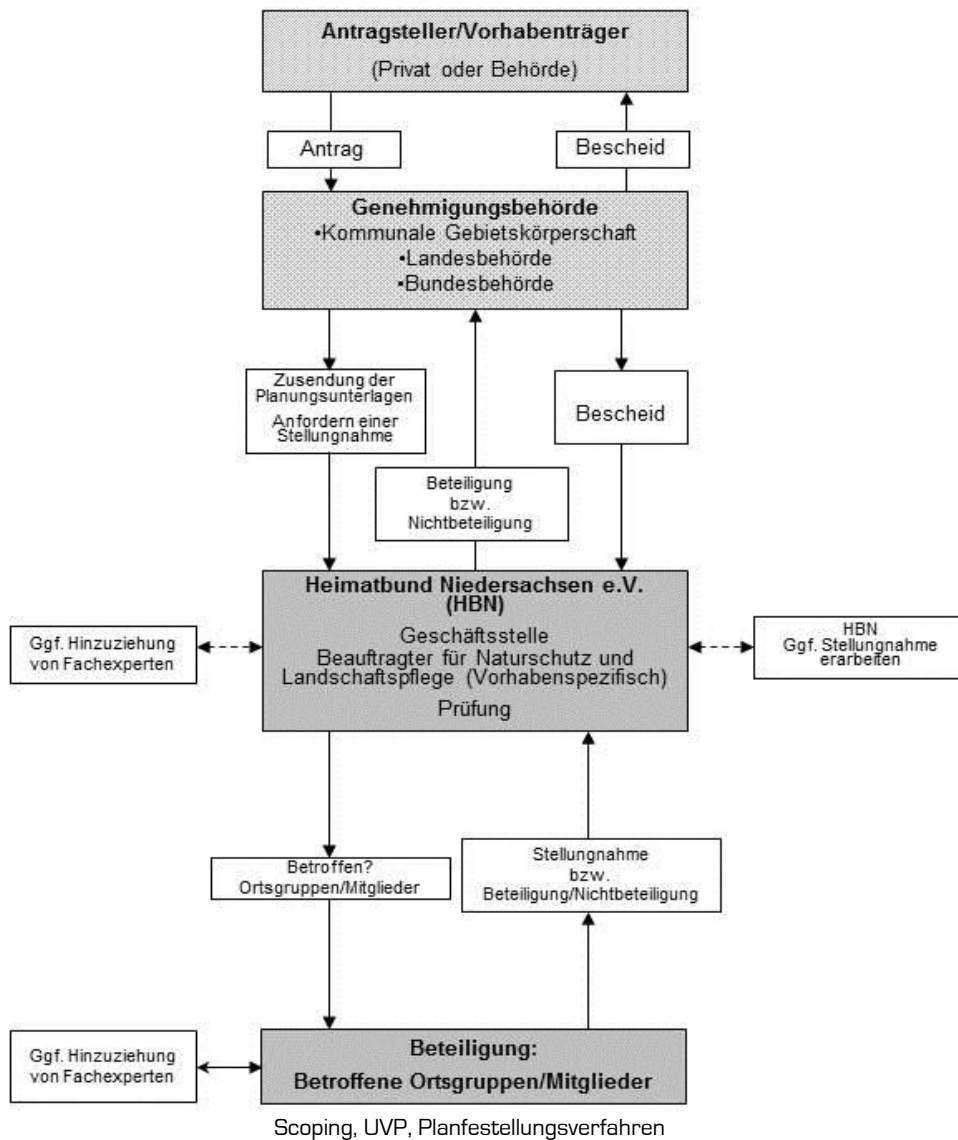 Antragsteller/Vorhabenträger
(Privat oder Behörde)
Antrag
Bescheid
Genehmigungsbehörde
•Kommunale Gebietskörperschaft
•Landesbehörde
•Bundesbehörde
Zusendung der
Planungsunterlagen
Anfordern einer
Stellungnahme
Bescheid
Beteiligung
bzw.
Nichtbeteiligung
Heimatbund Niedersachsen e.V.
(HBN)
Geschäftsstelle
Beauftragter für Naturschutz und
Landschaftspflege (Vorhabenspezifisch)
Prüfung
Ggf. Hinzuziehung
von Fachexperten
HBN
Ggf. Stellungnahme
erarbeiten
Betroffen?
Ortsgruppen/Mitglieder
Stellungnahme
bzw.
Beteiligung/Nichtbeteiligung
Ggf. Hinzuziehung
von Fachexperten
Beteiligung:
Betroffene Ortsgruppen/Mitglieder
Scoping, UVP, Planfestellungsverfahren